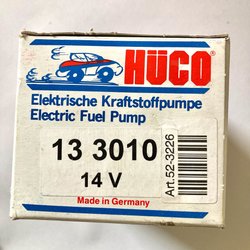 HÜCO
Elektrische Kraftstoffpumpe
Electric Fuel Pump
13 3010
14 V
Art.52-3226
Made in Germany